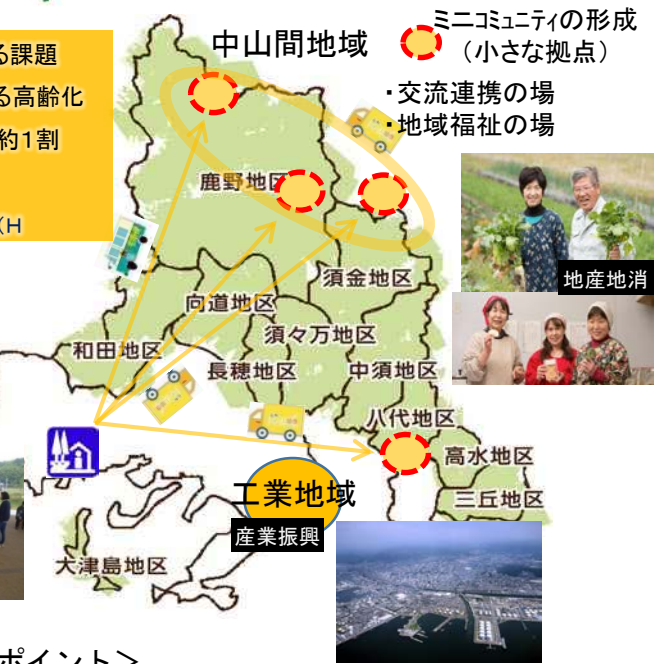 中山間地域
ミニコミュニティの形成
（小さな拠点）
・交流連携の場
・地域福祉の場
る課題
る高齢化
約1割
（H
鹿野地区
須金地区
向道地区
須々万地区
和田地区
長穂地区
中須地区
八代地区
高水地区
三丘地区
大津島地区
地産地消
工業地域
産業振興
ポイント＞